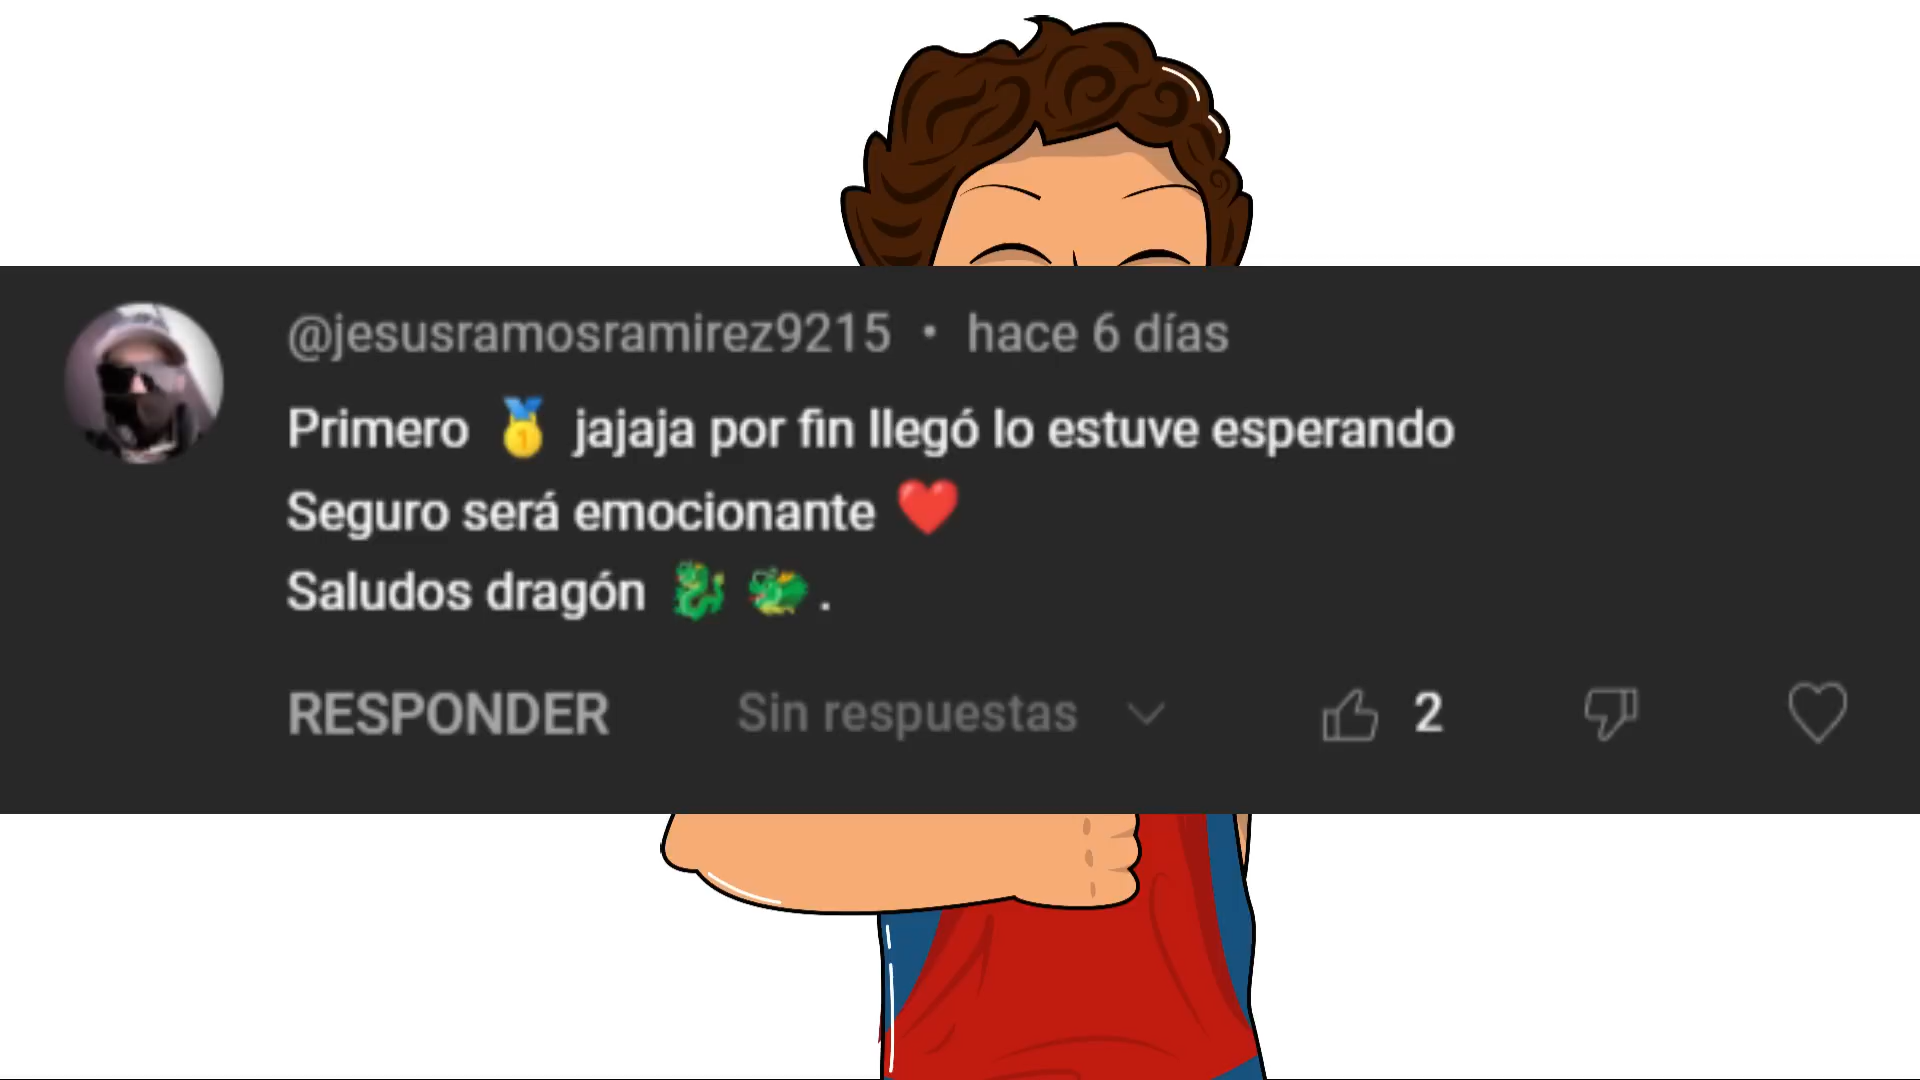 @jesusramosramirez9215 • hace 6 días
Primero 🥇 jajaja por fin llegó lo estuve esperando
Seguro será emocionante ❤️
Saludos dragón 🐉 🐲 .
RESPONDER Sin respuestas 2